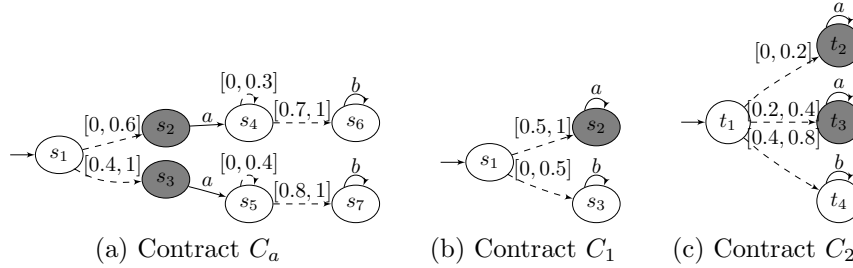 [0, 0.3] b
s1 [0, 0.6] s2 a s4 [0.7, 1] s6
[0.4, 1] s3 a [0, 0.4] s5 [0.8, 1] b s7
(a) Contract Ca
s1 [0.5, 1] a s2
[0, 0.5] b s3
(b) Contract C1
a
[0, 0.2] t2
a
t1 [0.2, 0.4] t3
[0.4, 0.8]
b
t4
(c) Contract C2